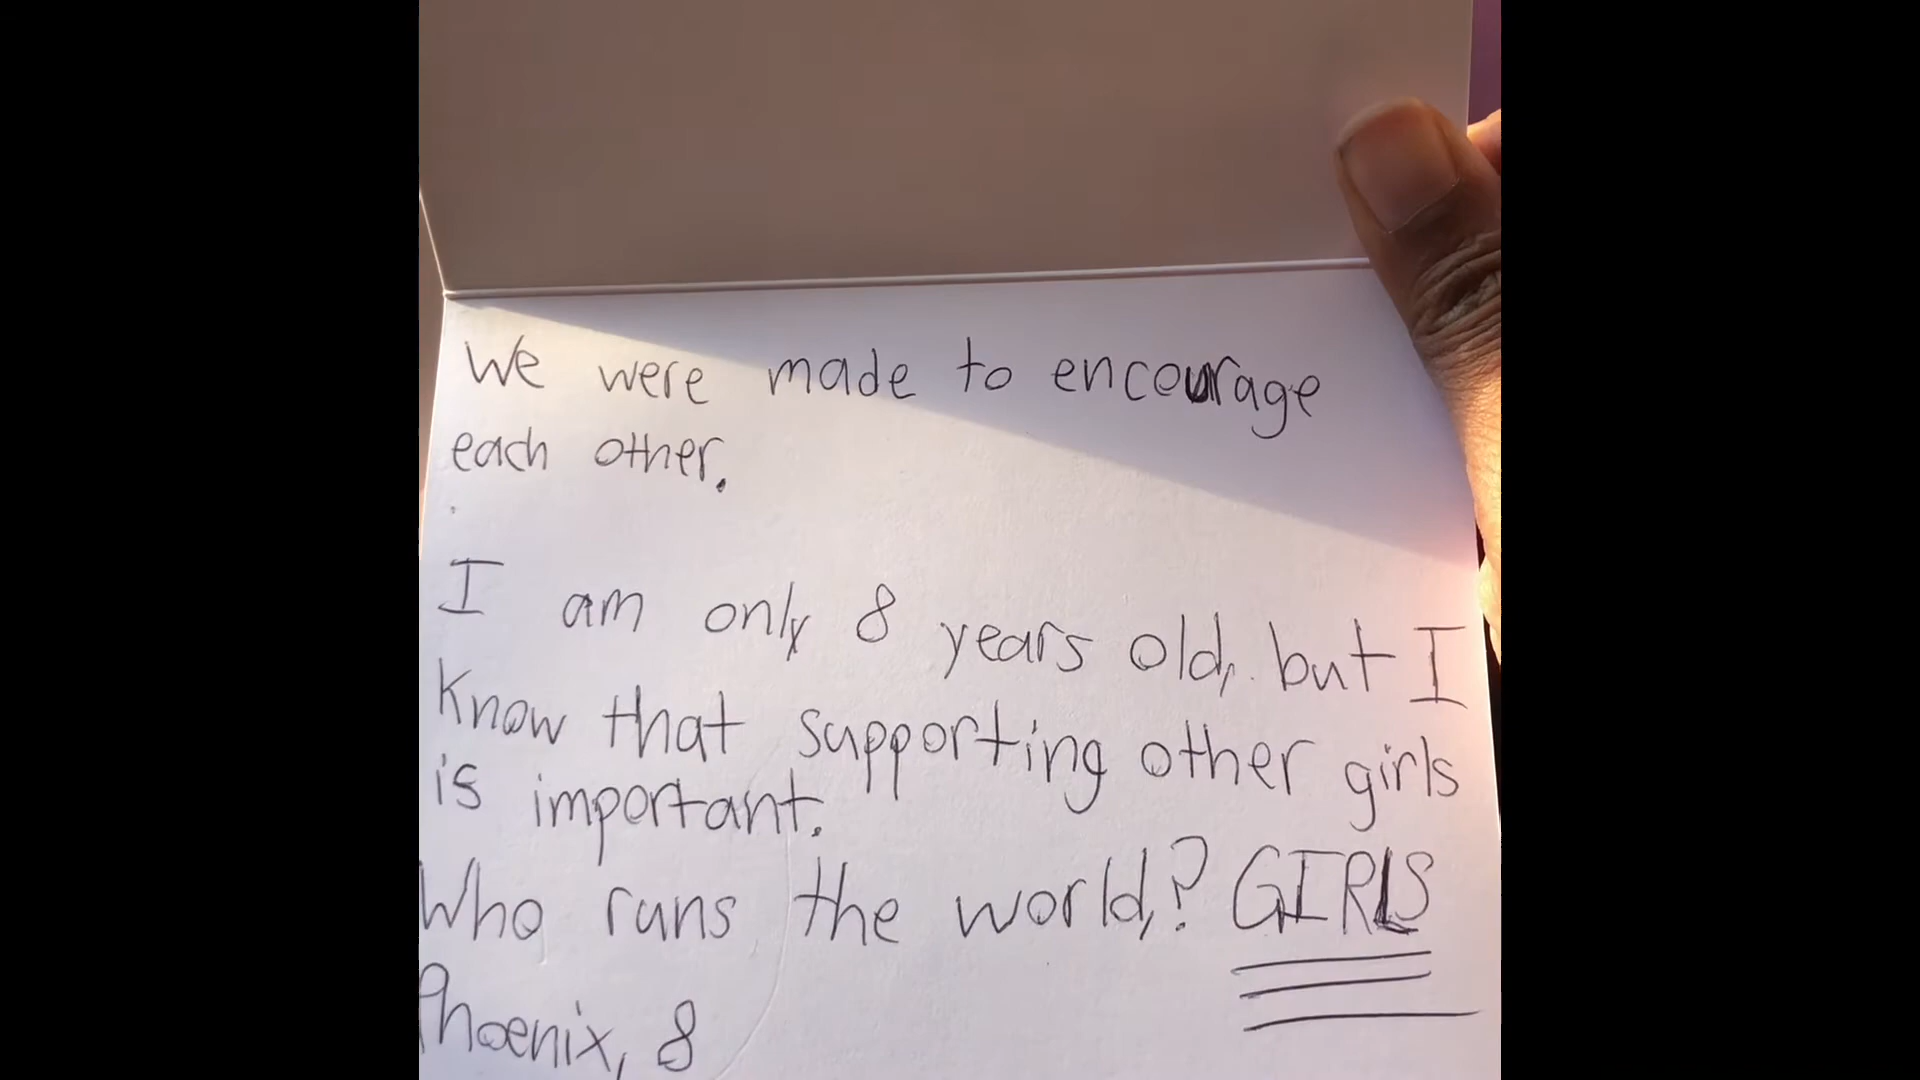 We were made to encourage
each other.
I am only 8 years old, but I
know that supporting other girls
is important.
Who runs the world,? GIRLS
Phoenix, 8